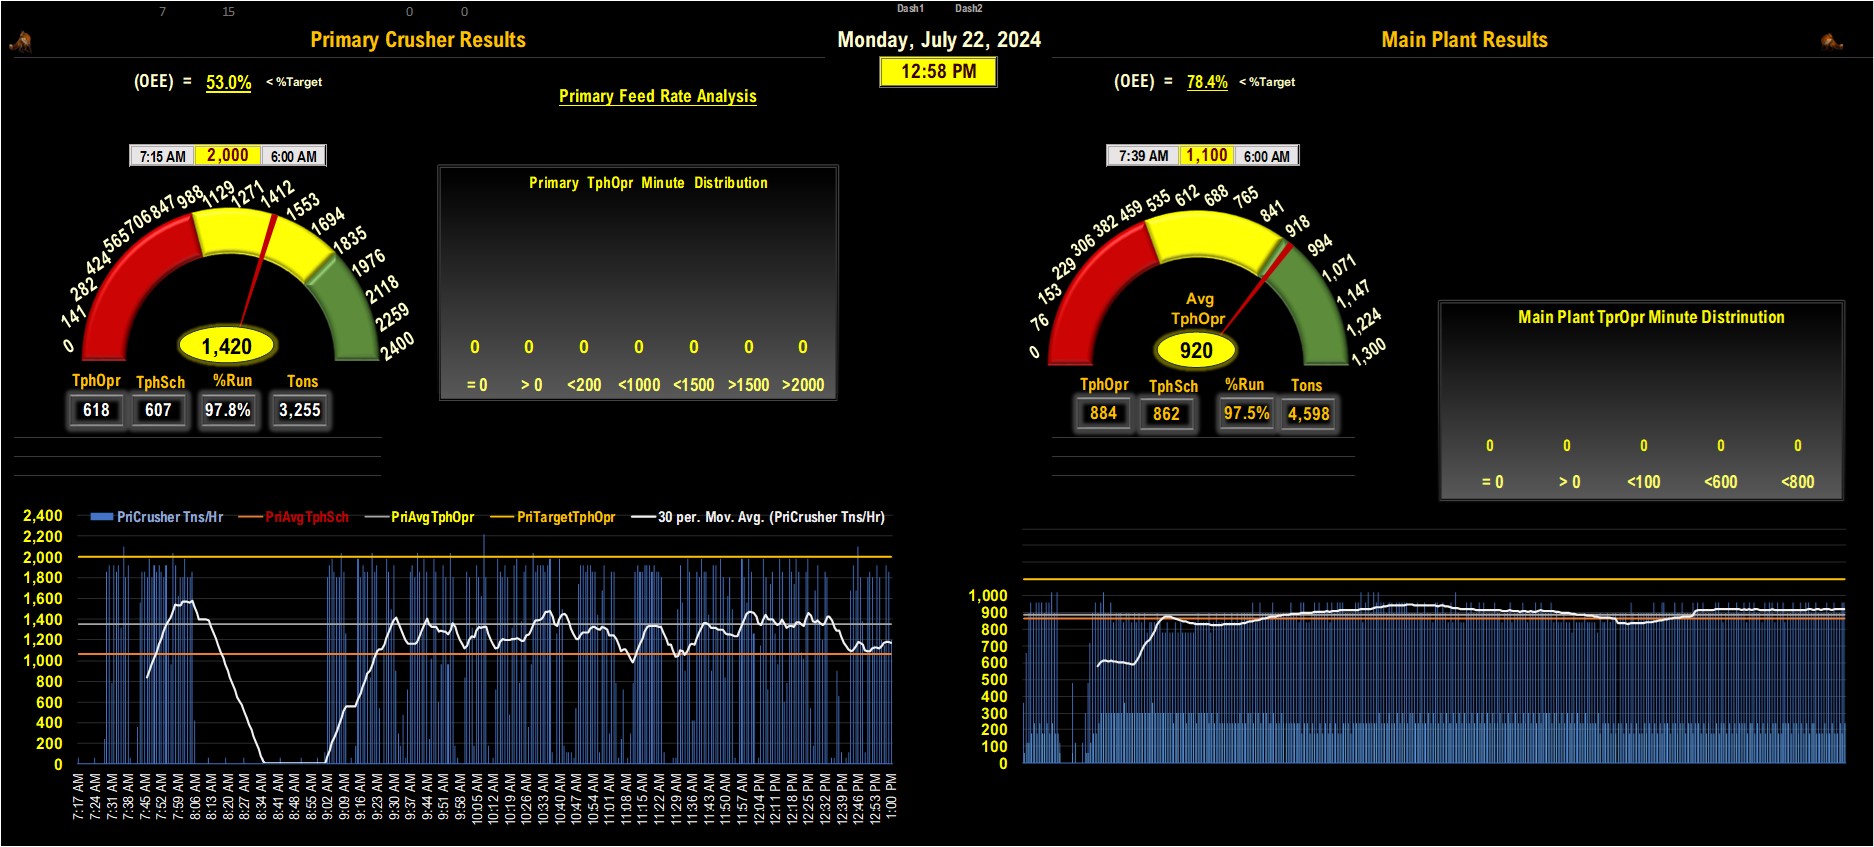 7 15 0 0 Dash1 Dash2
Primary Crusher Results
Monday, July 22, 2024
Main Plant Results
12:58 PM
(OEE) = 53.0% < %Target
Primary Feed Rate Analysis
(OEE) = 78.4% < %Target
7:15 AM 2,000 6:00 AM
0 141 282 424 565 706 847 988 1129 1271 1412 1553 1694 1835 1976 2118 2259 2400
1,420
TphOpr TphSch %Run Tons
618 607 97.8% 3,255
Primary TphOpr Minute Distribution
0 0 0 0 0 0 0
= 0 > 0 <200 <1000 <1500 >1500 >2000
7:39 AM 1,100 6:00 AM
0 76 153 229 306 382 459 535 612 688 765 841 918 994 1,071 1,147 1,224 1,300
Avg
TphOpr
920
TphOpr TphSch %Run Tons
884 862 97.5% 4,598
Main Plant TprOpr Minute Distrinution
0 0 0 0 0
= 0 > 0 <100 <600 <800
PriCrusher Tns/Hr PriAvgTphSch PriAvgTphOpr PriTargetTphOpr 30 per. Mov. Avg. (PriCrusher Tns/Hr)
2,400
2,200
2,000
1,800
1,600
1,400
1,200
1,000
800
600
400
200
0
7:17 AM 7:24 AM 7:31 AM 7:38 AM 7:45 AM 7:52 AM 7:59 AM 8:06 AM 8:13 AM 8:20 AM 8:27 AM 8:34 AM 8:41 AM 8:48 AM 8:55 AM 9:02 AM 9:09 AM 9:16 AM 9:23 AM 9:30 AM 9:37 AM 9:44 AM 9:51 AM 9:58 AM 10:05 AM 10:12 AM 10:19 AM 10:26 AM 10:33 AM 10:40 AM 10:47 AM 10:54 AM 11:01 AM 11:08 AM 11:15 AM 11:22 AM 11:29 AM 11:36 AM 11:43 AM 11:50 AM 11:57 AM 12:04 PM 12:11 PM 12:18 PM 12:25 PM 12:32 PM 12:39 PM 12:46 PM 12:53 PM 1:00 PM
1,000
900
800
700
600
500
400
300
200
100
0